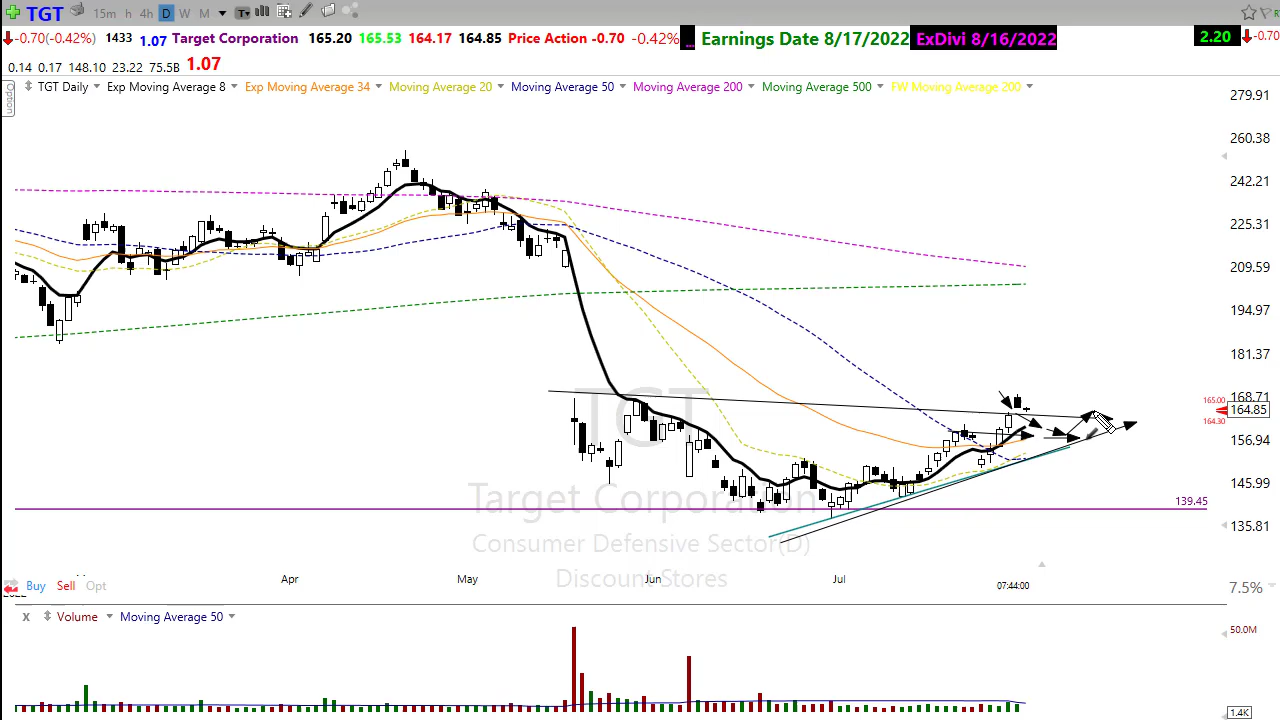 TGT 15m h 4h D W M T
-0.70(-0.42%) 1433 1.07 Target Corporation 165.20 165.53 164.17 164.85 Price Action -0.70 -0.42% ... Earnings Date 8/17/2022 ExDivi 8/16/2022 2.20 -0.70
0.14 0.17 148.10 23.22 75.5B 1.07
Option
TGT Daily Exp Moving Average 8 Exp Moving Average 34 Moving Average 20 Moving Average 50 Moving Average 200 Moving Average 500 FW Moving Average 200
279.91
260.38
242.21
225.31
209.59
194.97
181.37
168.71
165.00
164.85
164.30
156.94
145.99
139.45
135.81
TGT
Target Corporation
Consumer Defensive Sector(D)
Discount Stores
Apr May Jun Jul 07:44:00
Buy Sell Opt 7.5%
X Volume Moving Average 50
50.0M
1.4K